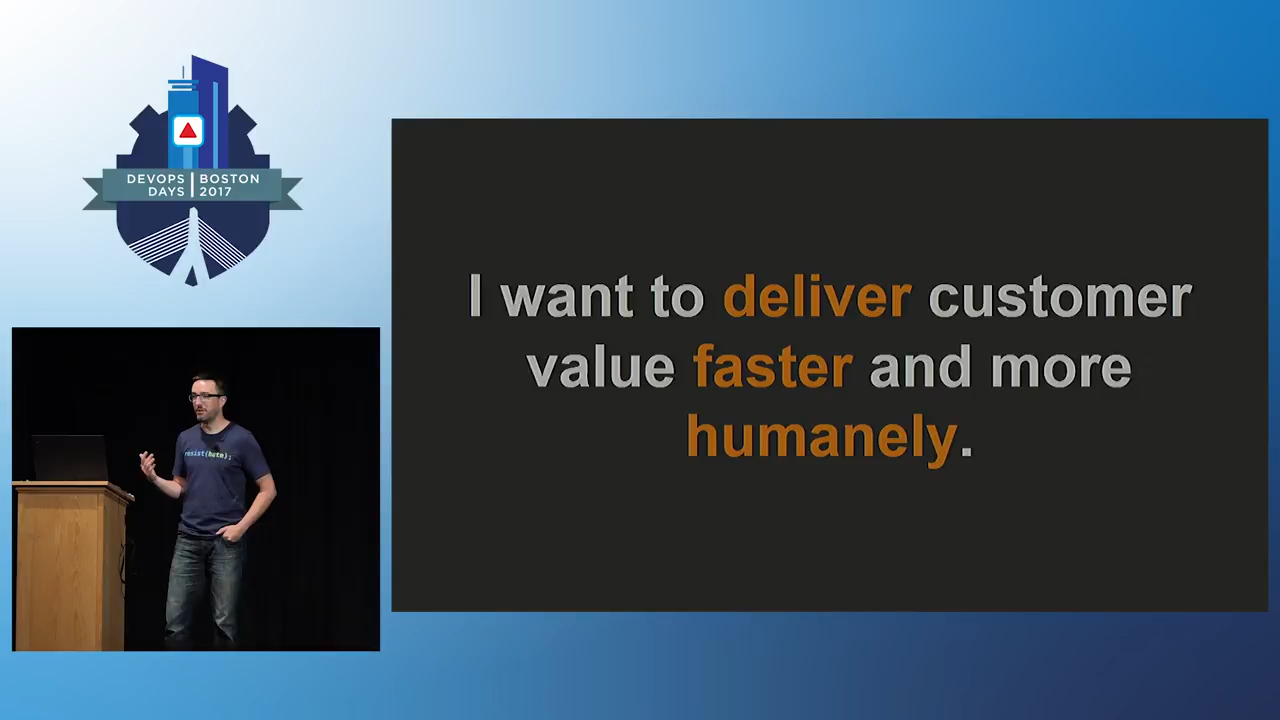 DEVOPS BOSTON
DAYS 2017
I want to deliver customer
value faster and more
humanely.
resist(hate);